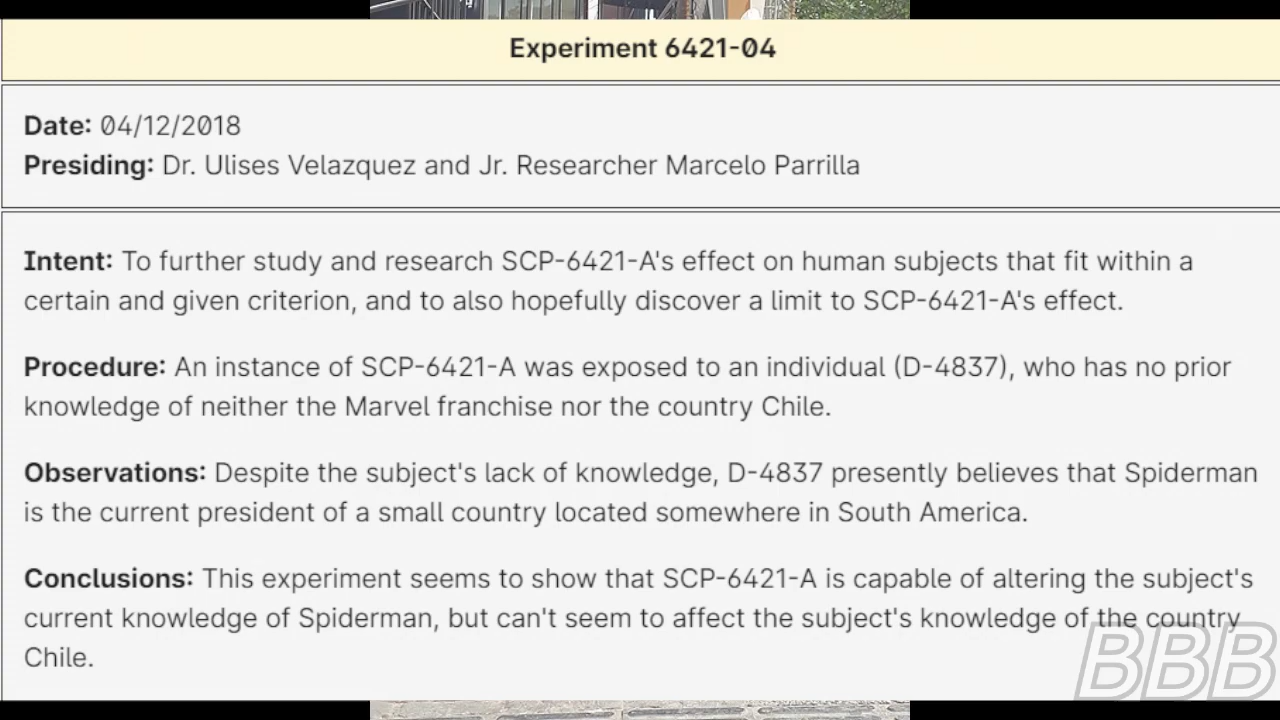 Experiment 6421-04
Date: 04/12/2018
Presiding: Dr. Ulises Velazquez and Jr. Researcher Marcelo Parrilla
Intent: To further study and research SCP-6421-A's effect on human subjects that fit within a
certain and given criterion, and to also hopefully discover a limit to SCP-6421-A's effect.
Procedure: An instance of SCP-6421-A was exposed to an individual (D-4837), who has no prior
knowledge of neither the Marvel franchise nor the country Chile.
Observations: Despite the subject's lack of knowledge, D-4837 presently believes that Spiderman
is the current president of a small country located somewhere in South America.
Conclusions: This experiment seems to show that SCP-6421-A is capable of altering the subject's
current knowledge of Spiderman, but can't seem to affect the subject's knowledge of the country
Chile.
BBB